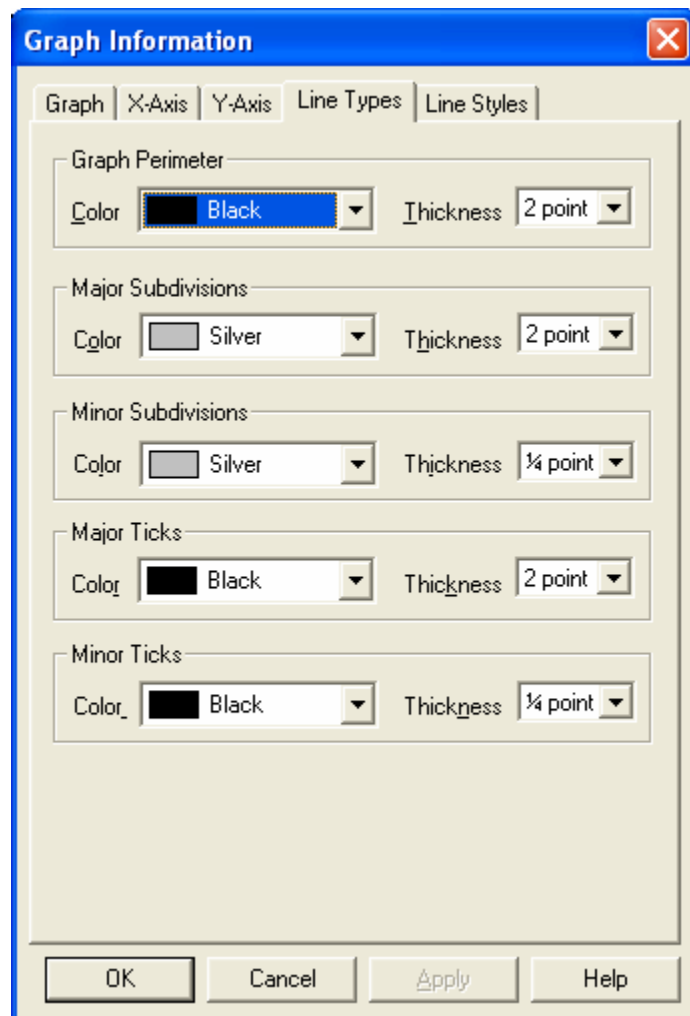 Graph Information
Graph X-Axis Y-Axis Line Types Line Styles
Graph Perimeter
Color Black Thickness 2 point
Major Subdivisions
Color Silver Thickness 2 point
Minor Subdivisions
Color Silver Thickness ¼ point
Major Ticks
Color Black Thickness 2 point
Minor Ticks
Color Black Thickness ¼ point
OK Cancel Apply Help